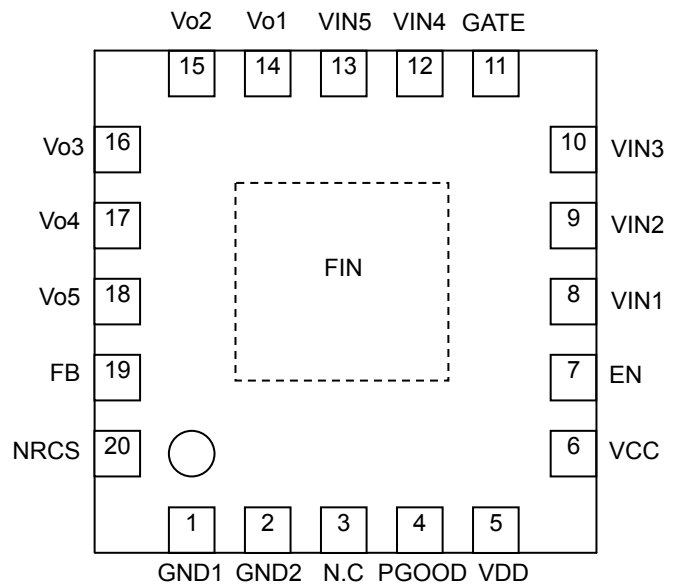 Vo2 Vo1 VIN5 VIN4 GATE
15 14 13 12 11
Vo3 16 10 VIN3
Vo4 17 9 VIN2
FIN
Vo5 18 8 VIN1
FB 19 7 EN
NRCS 20 6 VCC
1 2 3 4 5
GND1 GND2 N.C PGOOD VDD